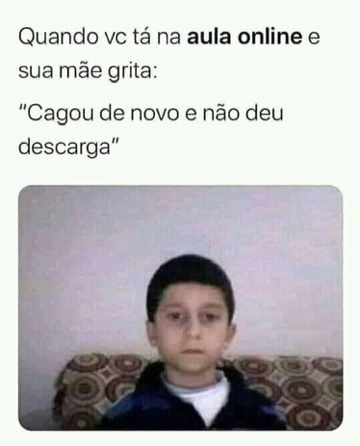 Quando vc tá na aula online e
sua mãe grita:
"Cagou de novo e não deu
descarga"